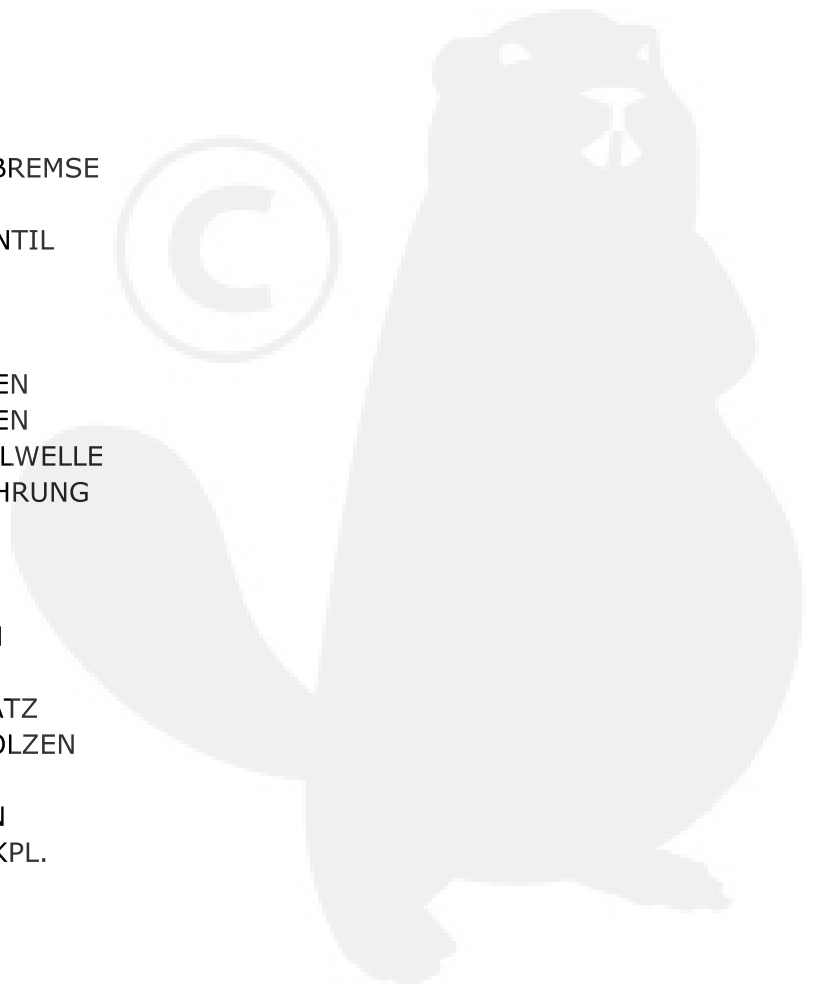 BREMSE
©
NTIL
EN
EN
LWELLE
HRUNG
ATZ
OLZEN
N
KPL.